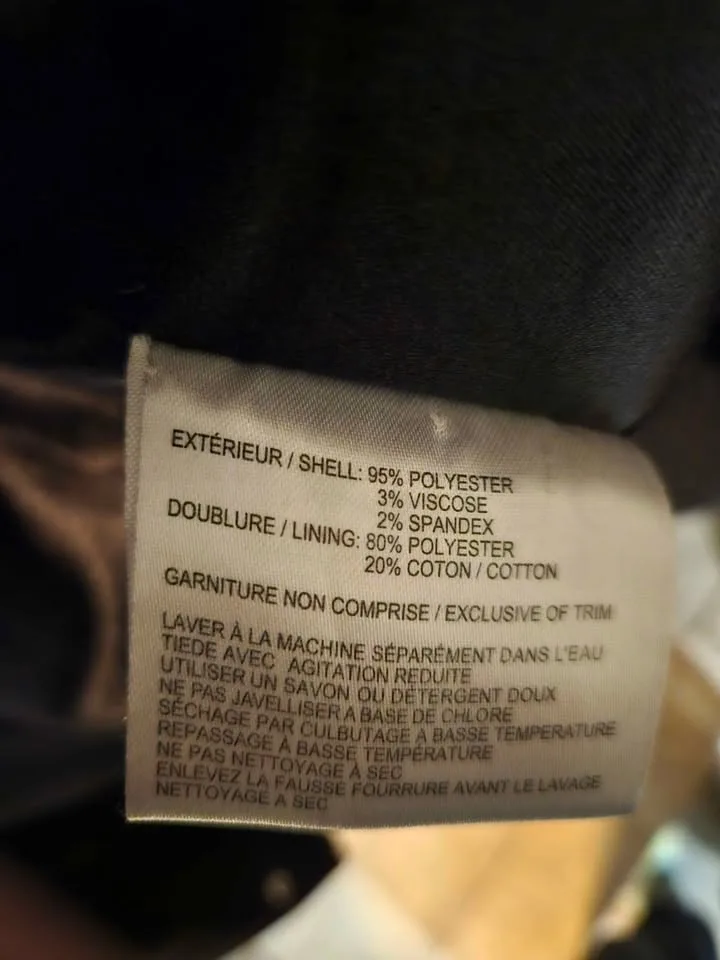 EXTÉRIEUR / SHELL: 95% POLYESTER
3% VISCOSE
2% SPANDEX
DOUBLURE / LINING: 80% POLYESTER
20% COTON / COTTON
GARNITURE NON COMPRISE / EXCLUSIVE OF TRIM
LAVER À LA MACHINE SÉPARÉMENT DANS L'EAU
TIEDE AVEC AGITATION REDUITE
UTILISER UN SAVON OU DÉTERGENT DOUX
NE PAS JAVELLISER A BASE DE CHLORE
SÉCHAGE PAR CULBUTAGE A BASSE TEMPERATURE
REPASSAGE À BASSE TEMPÉRATURE
NE PAS NETTOYAGE À SEC
ENLEVEZ LA FAUSSE FOURRURE AVANT LE LAVAGE
NETTOYAGE A SEC